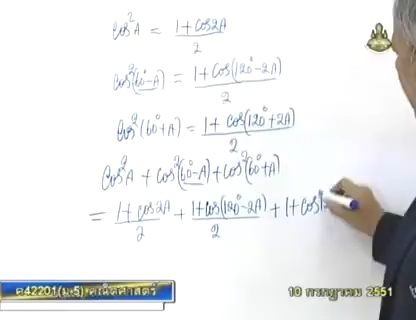 cos²A = (1+cos2A)/2
cos²(60°-A) = (1+cos(120°-2A))/2
cos²(60°+A) = (1+cos(120°+2A))/2
cos²A + cos²(60°-A) + cos²(60°+A)
= (1+cos2A)/2 + (1+cos(120°-2A))/2 + 1+cos(
ค42201(ม.5) คณิตศาสตร์
10 กรกฎาคม 2551